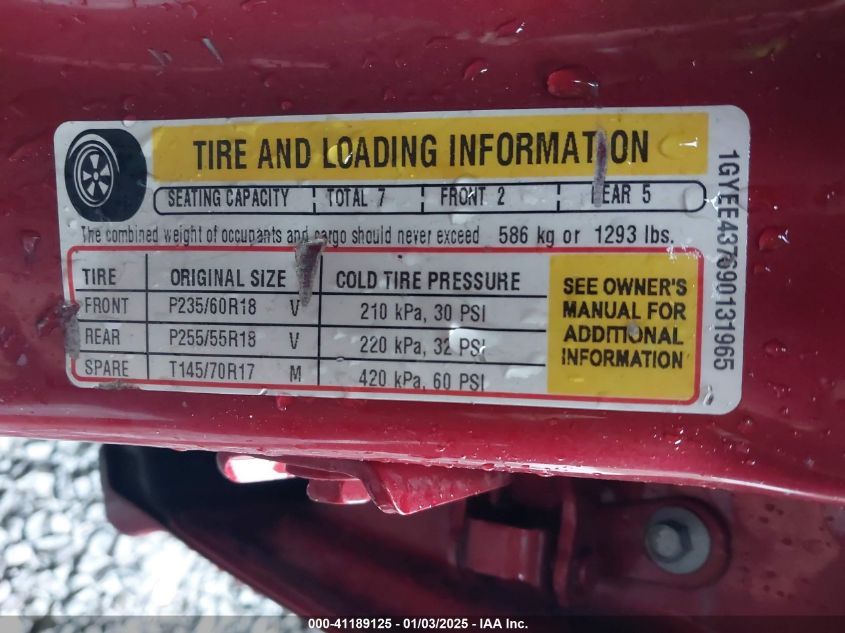 TIRE AND LOADING INFORMATION
SEATING CAPACITY TOTAL 7 FRONT 2 EAR 5
The combined weight of occupants and cargo should never exceed 586 kg or 1293 lbs.
TIRE ORIGINAL SIZE COLD TIRE PRESSURE
FRONT P235/60R18 V 210 kPa, 30 PSI
REAR P255/55R18 V 220 kPa, 32 PSI
SPARE T145/70R17 M 420 kPa, 60 PSI
SEE OWNER'S
MANUAL FOR
ADDITIONAL
INFORMATION
1GYEE437690131965
000-41189125 - 01/03/2025 - IAA Inc.